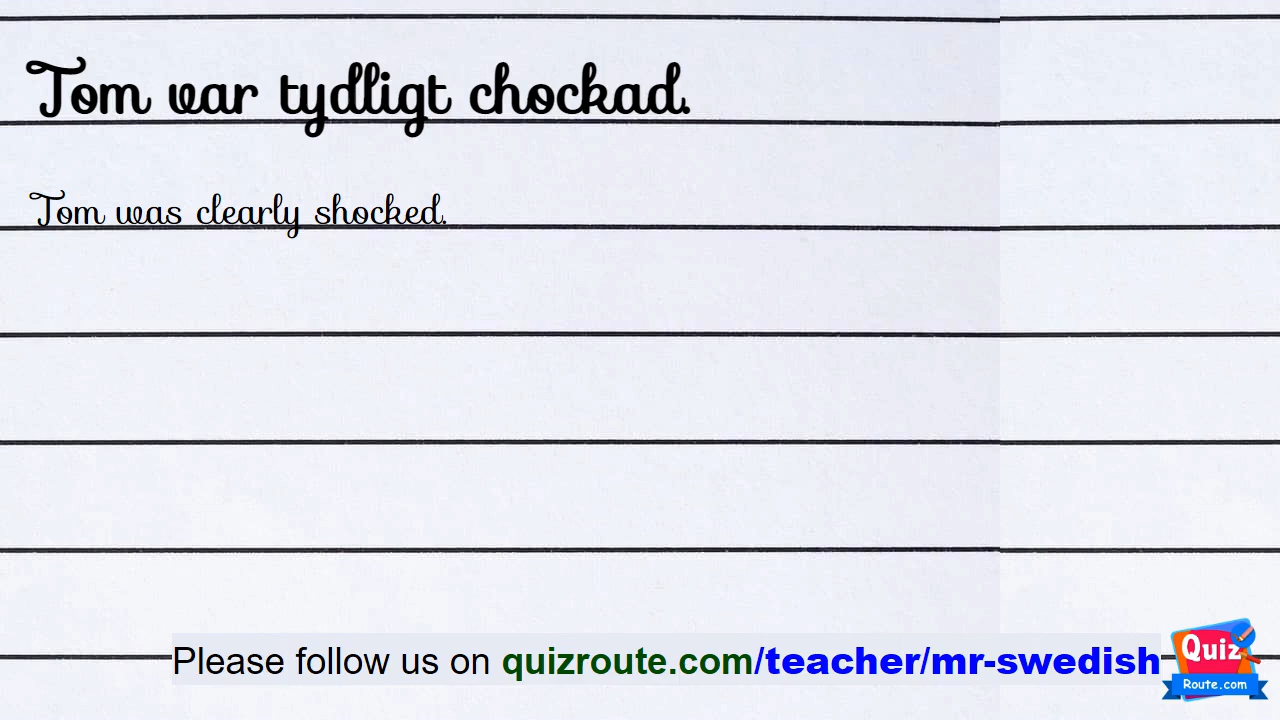 Tom var tydligt chockad.
Tom was clearly shocked.
Please follow us on quizroute.com/teacher/mr-swedish
Quiz
Route.com